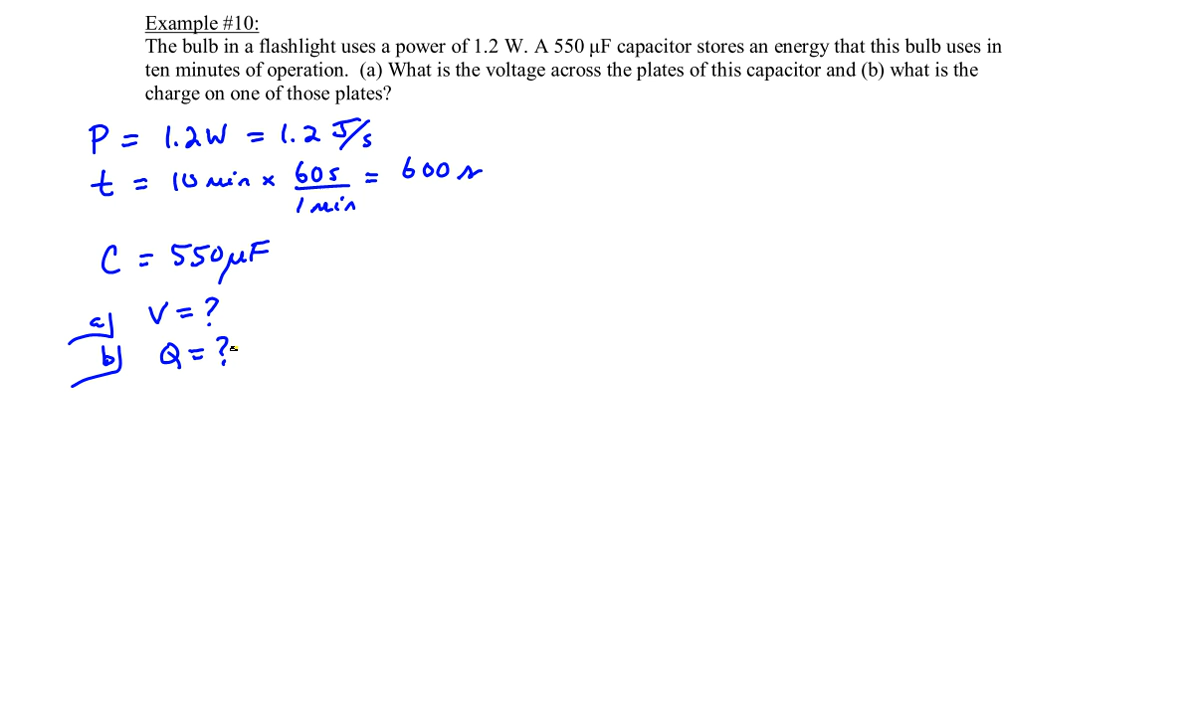 Example #10:
The bulb in a flashlight uses a power of 1.2 W. A 550 μF capacitor stores an energy that this bulb uses in
ten minutes of operation. (a) What is the voltage across the plates of this capacitor and (b) what is the
charge on one of those plates?
P = 1.2W = 1.2 J/s
t = 10 min x 60s / 1 min = 600 s
C = 550μF
a) V = ?
b) Q = ?